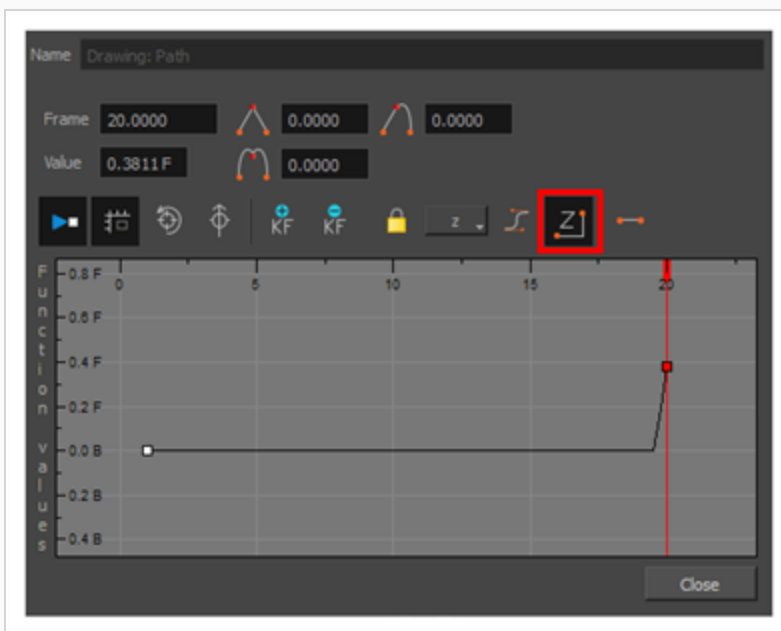 Name Drawing: Path
Frame 20.0000 0.0000 0.0000
Value 0.3811 F 0.0000
KF KF z Z
Function values
0.8 F
0 5 10 15 20
0.6 F
0.4 F
0.2 F
0.0 B
0.2 B
0.4 B
Close